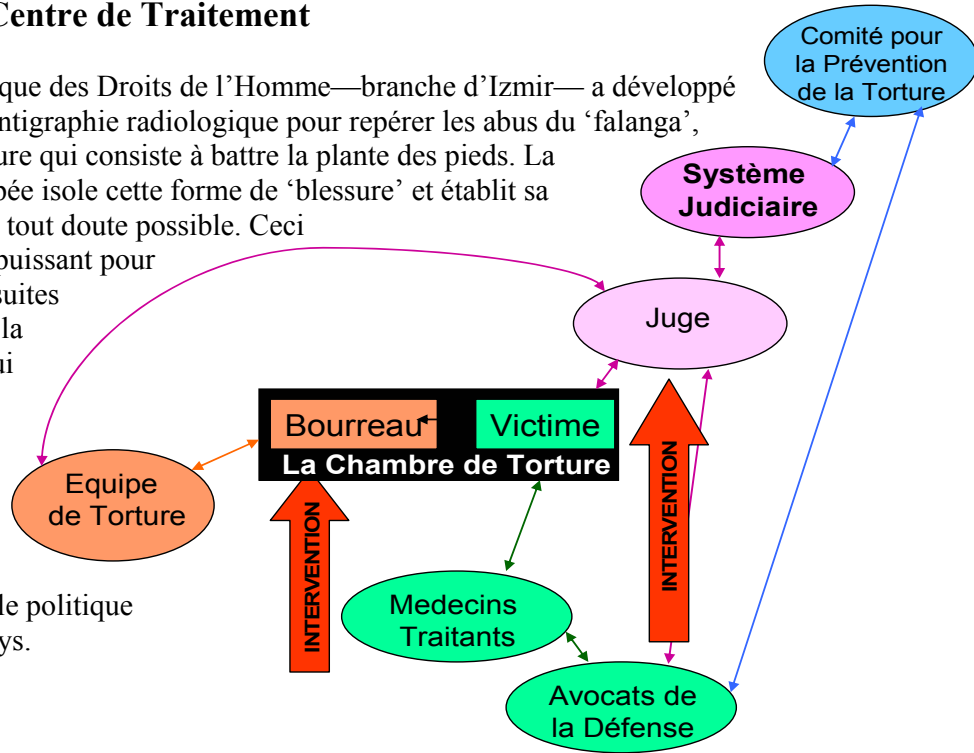 Centre de Traitement
que des Droits de l’Homme—branche d’Izmir— a développé
ntigraphie radiologique pour repérer les abus du ‘falanga’,
ure qui consiste à battre la plante des pieds. La
pée isole cette forme de ‘blessure’ et établit sa
tout doute possible. Ceci
puissant pour
suites
la
ui
le politique
ys.
Comité pour
la Prévention
de la Torture
Système
Judiciaire
Juge
Bourreau
Victime
La Chambre de Torture
Equipe
de Torture
INTERVENTION
INTERVENTION
Medecins
Traitants
Avocats de
la Défense